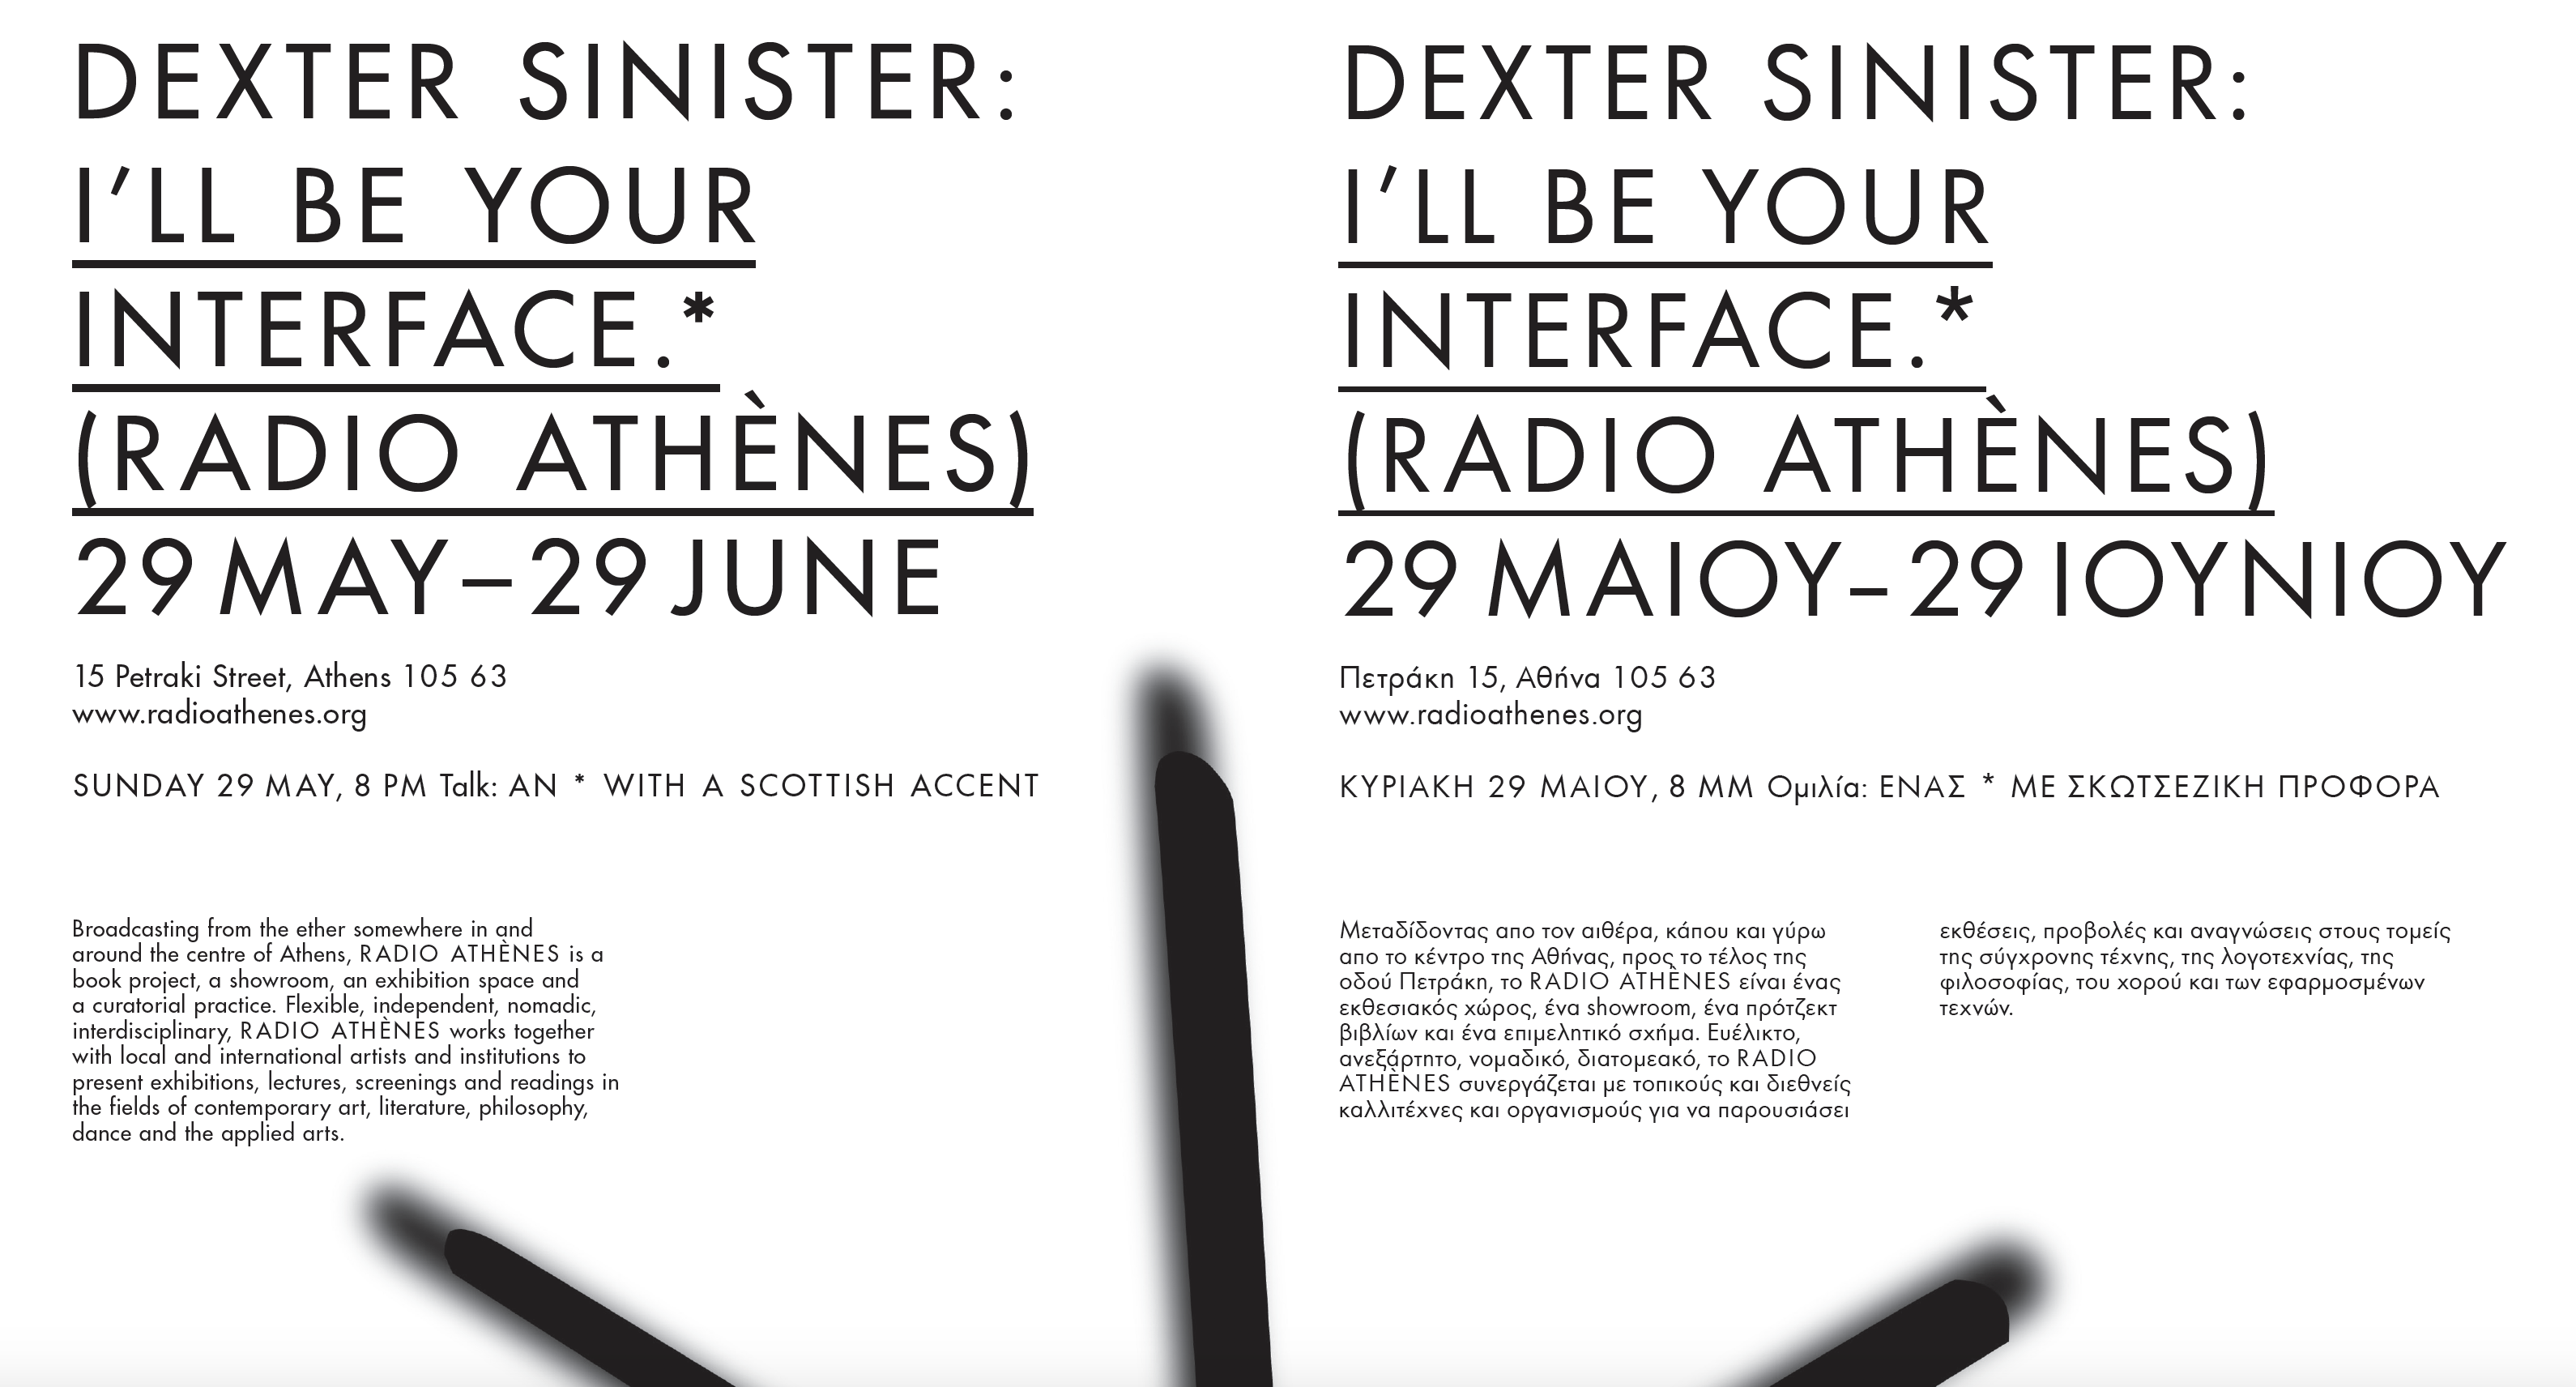 DEXTER SINISTER:
I’LL BE YOUR
INTERFACE.*
(RADIO ATHÈNES)
29 MAY–29 JUNE
15 Petraki Street, Athens 105 63
www.radioathenes.org
SUNDAY 29 MAY, 8 PM Talk: AN * WITH A SCOTTISH ACCENT
Broadcasting from the ether somewhere in and
around the centre of Athens, RADIO ATHÈNES is a
book project, a showroom, an exhibition space and
a curatorial practice. Flexible, independent, nomadic,
interdisciplinary, RADIO ATHÈNES works together
with local and international artists and institutions to
present exhibitions, lectures, screenings and readings in
the fields of contemporary art, literature, philosophy,
dance and the applied arts.
DEXTER SINISTER:
I’LL BE YOUR
INTERFACE.*
(RADIO ATHÈNES)
29 ΜΑΙΟΥ–29 ΙΟΥΝΙΟΥ
Πετράκη 15, Αθήνα 105 63
www.radioathenes.org
ΚΥΡΙΑΚΗ 29 ΜΑΙΟΥ, 8 ΜΜ Ομιλία: ΕΝΑΣ * ΜΕ ΣΚΩΤΣΕΖΙΚΗ ΠΡΟΦΟΡΑ
Μεταδίδοντας απο τον αιθέρα, κάπου και γύρω
απο το κέντρο της Αθήνας, προς το τέλος της
οδού Πετράκη, το RADIO ATHÈNES είναι ένας
εκθεσιακός χώρος, ένα showroom, ένα πρότζεκτ
βιβλίων και ένα επιμελητικό σχήμα. Ευέλικτο,
ανεξάρτητο, νομαδικό, διατομεακό, το RADIO
ATHÈNES συνεργάζεται με τοπικούς και διεθνείς
καλλιτέχνες και οργανισμούς για να παρουσιάσει
εκθέσεις, προβολές και αναγνώσεις στους τομείς
της σύγχρονης τέχνης, της λογοτεχνίας, της
φιλοσοφίας, του χορού και των εφαρμοσμένων
τεχνών.